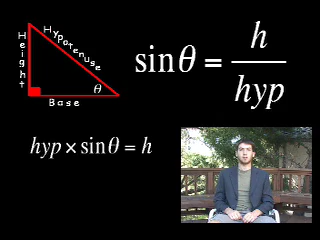 Height
Hypotenuse
θ
Base
sinθ = h / hyp
hyp × sinθ = h